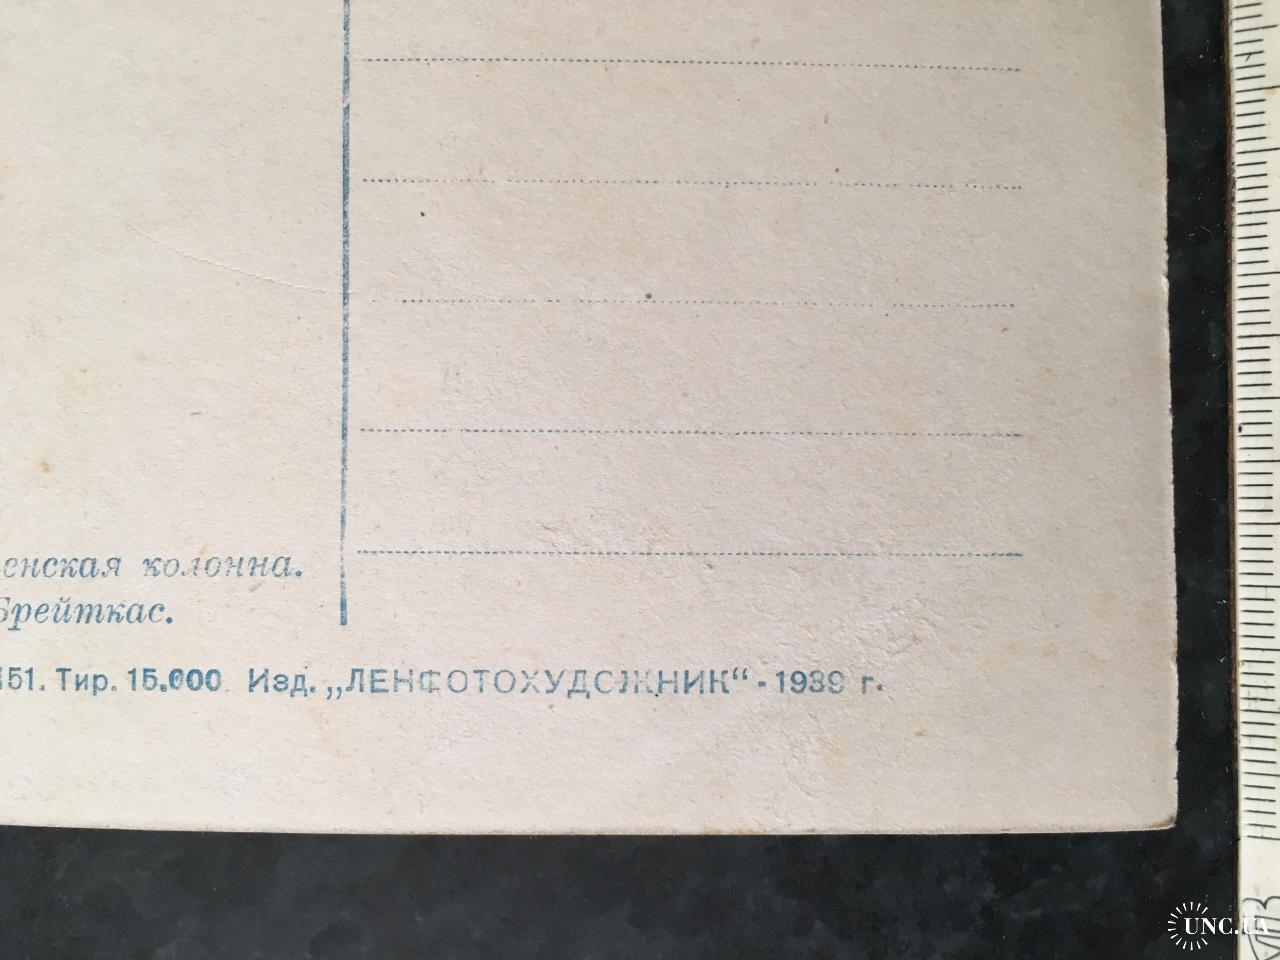 енская колонна.
Брейткас.
151. Тир. 15.000 Изд. „ЛЕНФОТОХУДОЖНИК“ - 1939 г.
UNC.UA